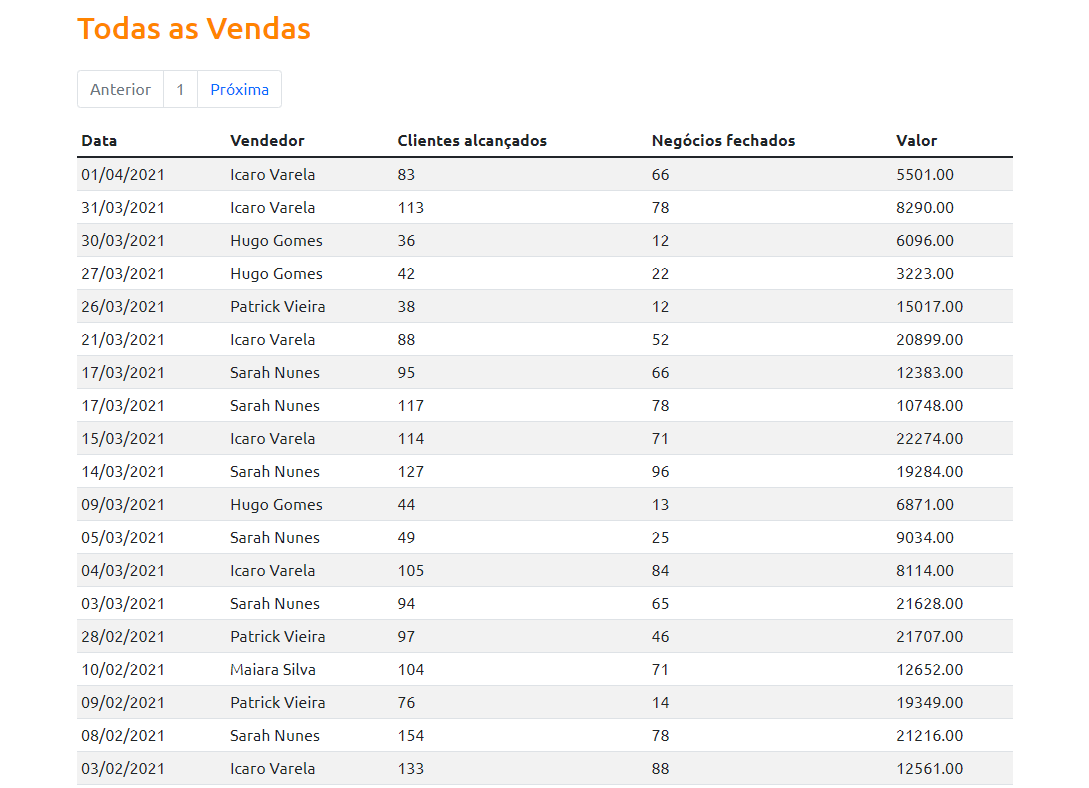 Todas as Vendas
Anterior 1 Próxima
Data Vendedor Clientes alcançados Negócios fechados Valor
01/04/2021 Icaro Varela 83 66 5501.00
31/03/2021 Icaro Varela 113 78 8290.00
30/03/2021 Hugo Gomes 36 12 6096.00
27/03/2021 Hugo Gomes 42 22 3223.00
26/03/2021 Patrick Vieira 38 12 15017.00
21/03/2021 Icaro Varela 88 52 20899.00
17/03/2021 Sarah Nunes 95 66 12383.00
17/03/2021 Sarah Nunes 117 78 10748.00
15/03/2021 Icaro Varela 114 71 22274.00
14/03/2021 Sarah Nunes 127 96 19284.00
09/03/2021 Hugo Gomes 44 13 6871.00
05/03/2021 Sarah Nunes 49 25 9034.00
04/03/2021 Icaro Varela 105 84 8114.00
03/03/2021 Sarah Nunes 94 65 21628.00
28/02/2021 Patrick Vieira 97 46 21707.00
10/02/2021 Maiara Silva 104 71 12652.00
09/02/2021 Patrick Vieira 76 14 19349.00
08/02/2021 Sarah Nunes 154 78 21216.00
03/02/2021 Icaro Varela 133 88 12561.00